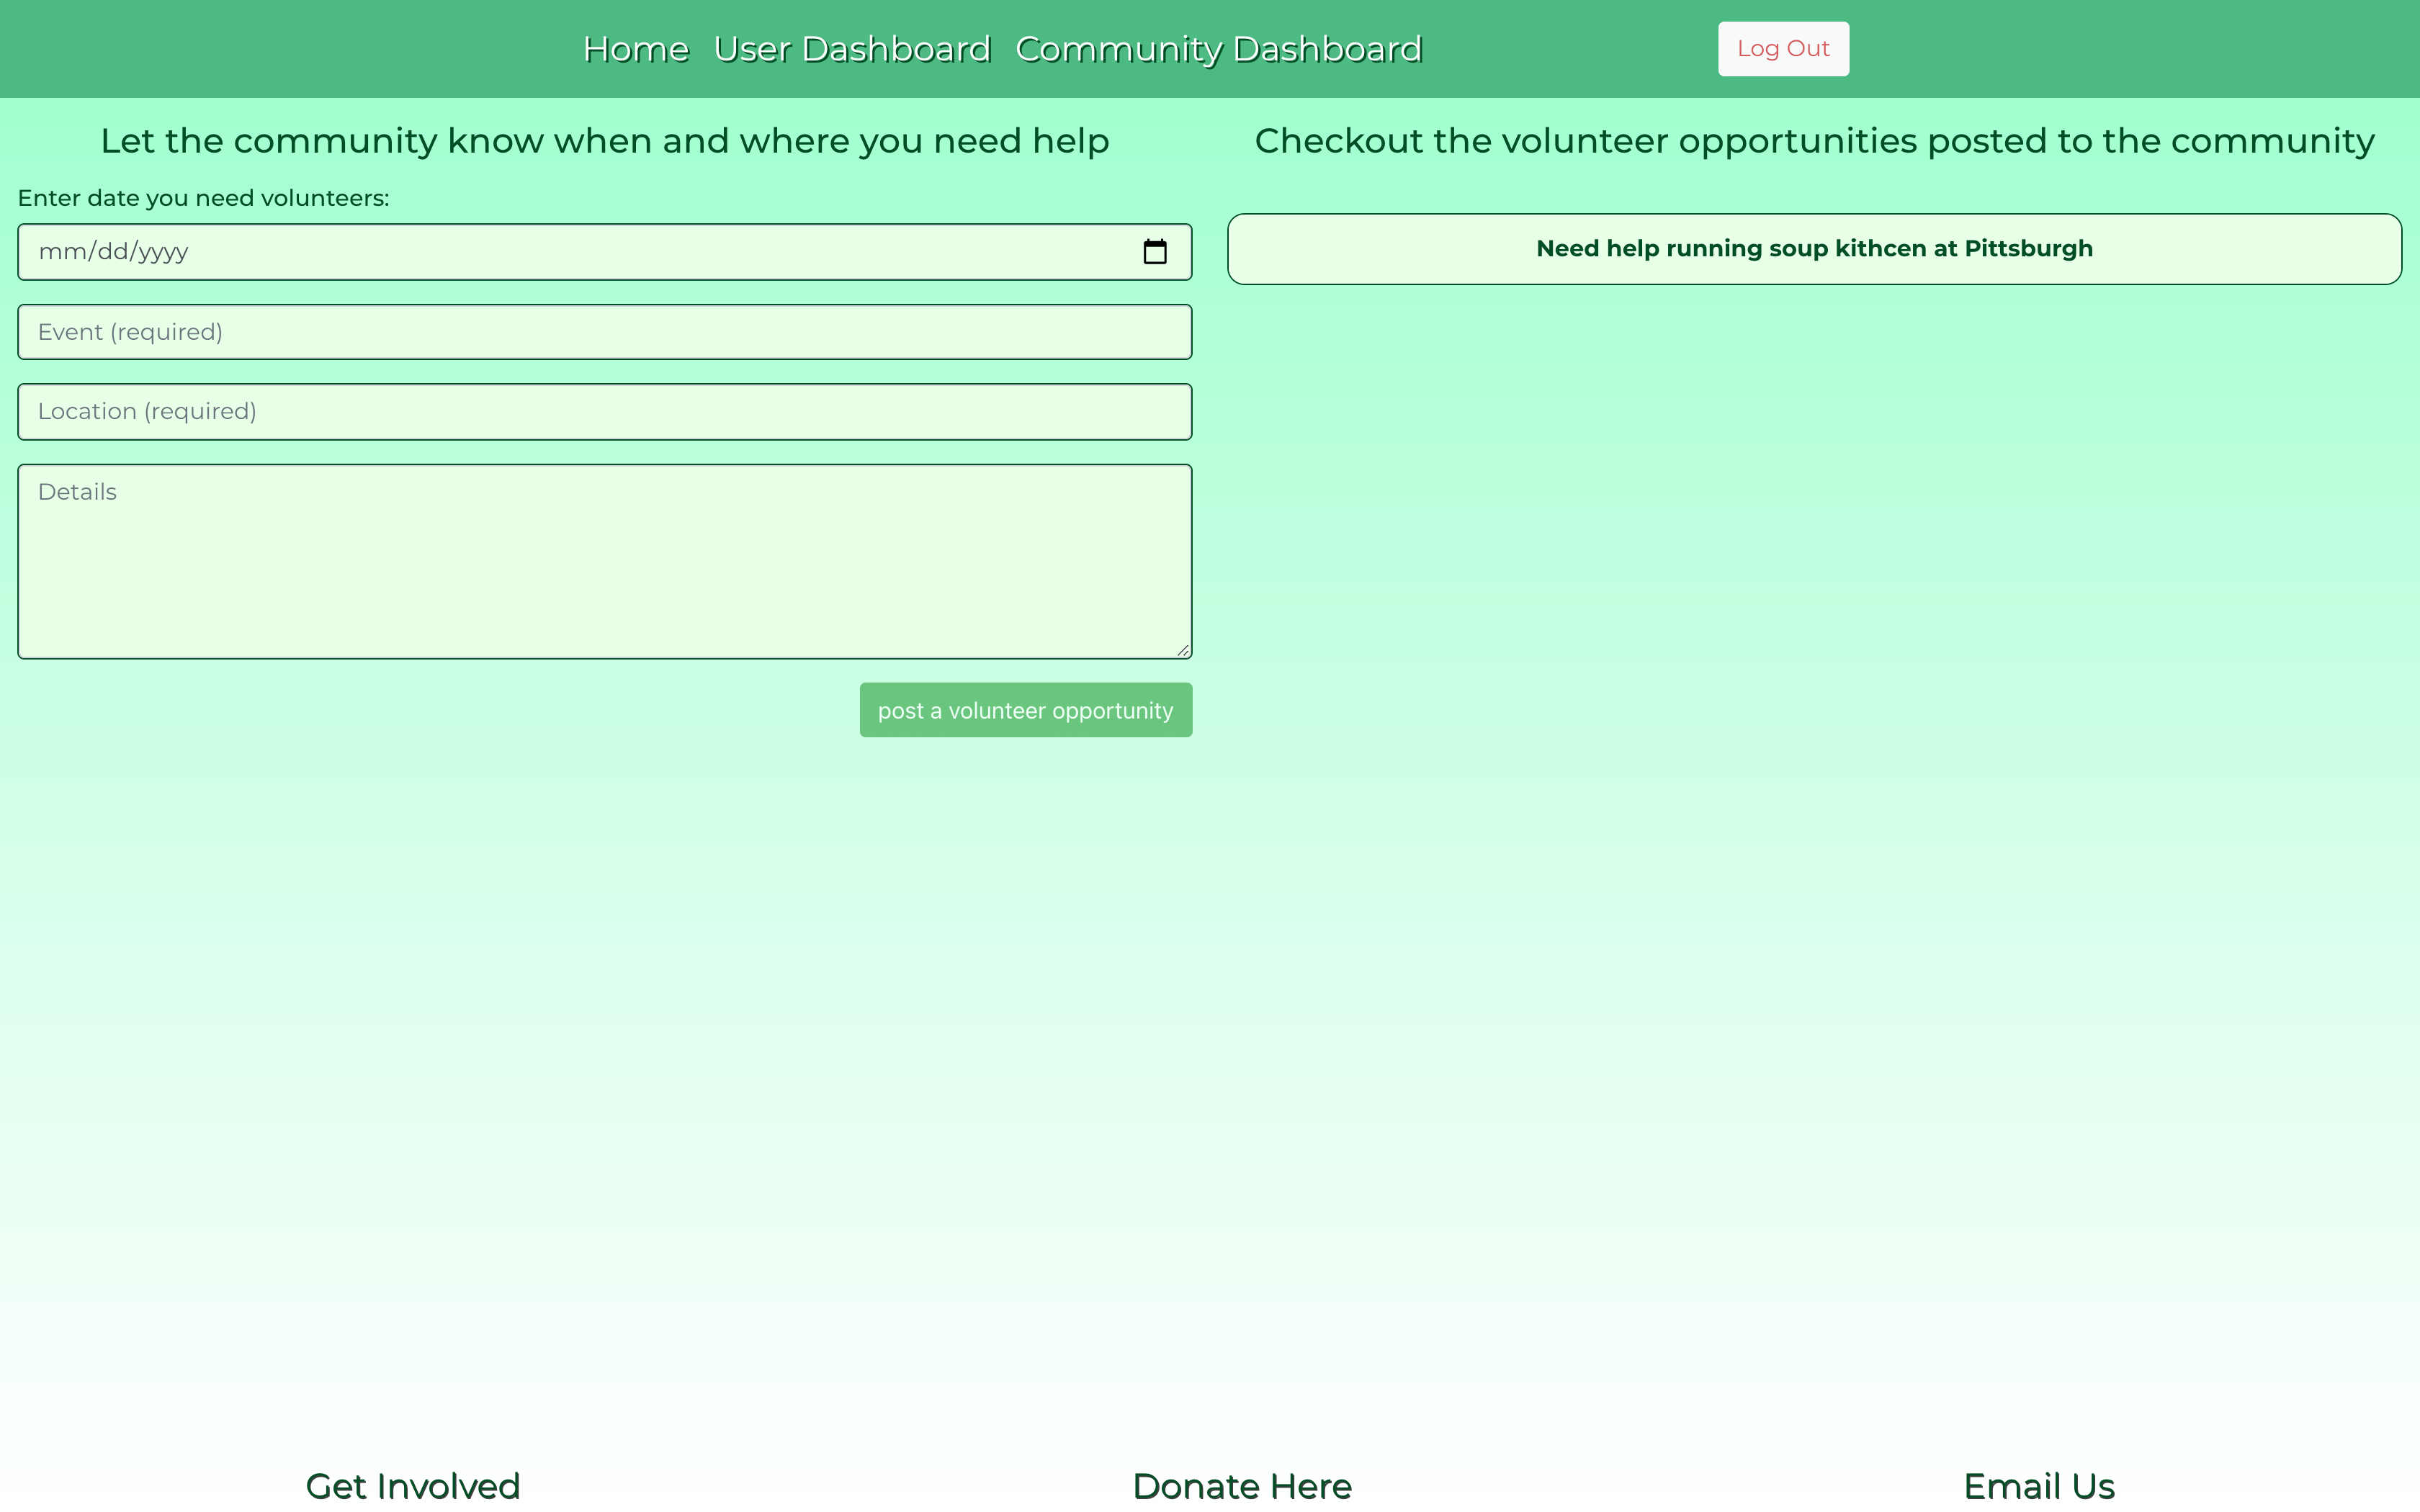 Home User Dashboard Community Dashboard Log Out
Let the community know when and where you need help
Enter date you need volunteers:
mm/dd/yyyy
Event (required)
Location (required)
Details
post a volunteer opportunity
Checkout the volunteer opportunities posted to the community
Need help running soup kithcen at Pittsburgh
Get Involved Donate Here Email Us